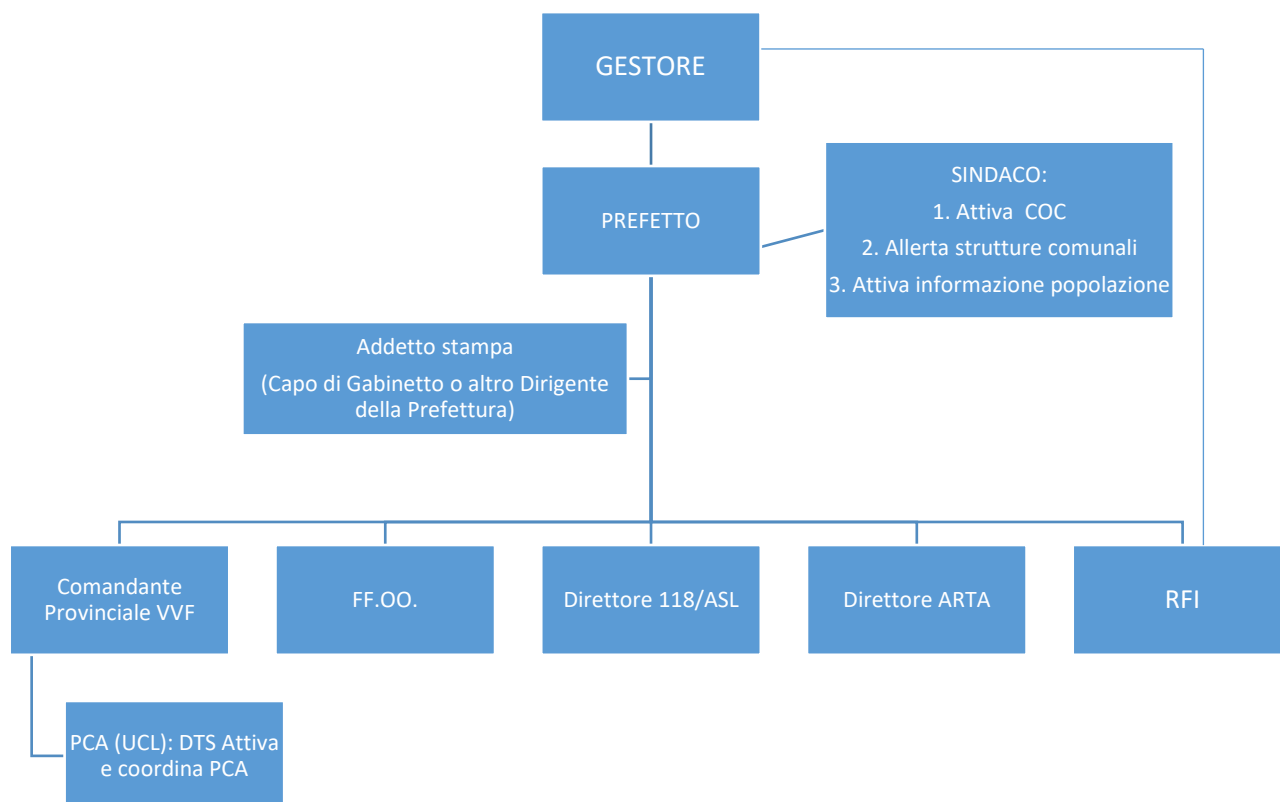 GESTORE
PREFETTO
SINDACO:
1. Attiva COC
2. Allerta strutture comunali
3. Attiva informazione popolazione
Addetto stampa
(Capo di Gabinetto o altro Dirigente
della Prefettura)
Comandante
Provinciale VVF
FF.OO.
Direttore 118/ASL
Direttore ARTA
RFI
PCA (UCL): DTS Attiva
e coordina PCA